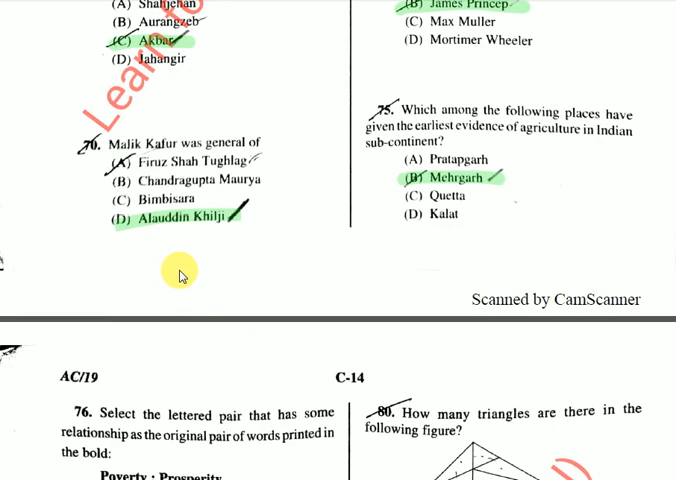 (A) Shahjehan
(B) Aurangzeb
(C) Akbar
(D) Jahangir
70. Malik Kafur was general of
(A) Firuz Shah Tughlag
(B) Chandragupta Maurya
(C) Bimbisara
(D) Alauddin Khilji
Learn fo
(B) James Princep
(C) Max Muller
(D) Mortimer Wheeler
75. Which among the following places have
given the earliest evidence of agriculture in Indian
sub-continent?
(A) Pratapgarh
(B) Mehrgarh
(C) Quetta
(D) Kalat
Scanned by CamScanner
AC/19
C-14
76. Select the lettered pair that has some
relationship as the original pair of words printed in
the bold:
Poverty : Prosperity
80. How many triangles are there in the
following figure?